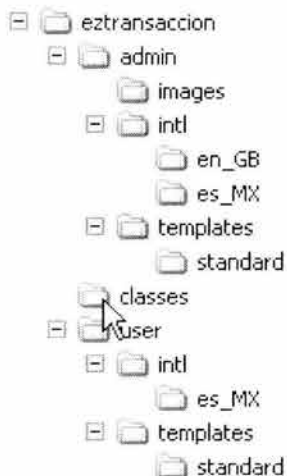 eztransaccion
admin
images
intl
en_GB
es_MX
templates
standard
classes
user
intl
es_MX
templates
standard